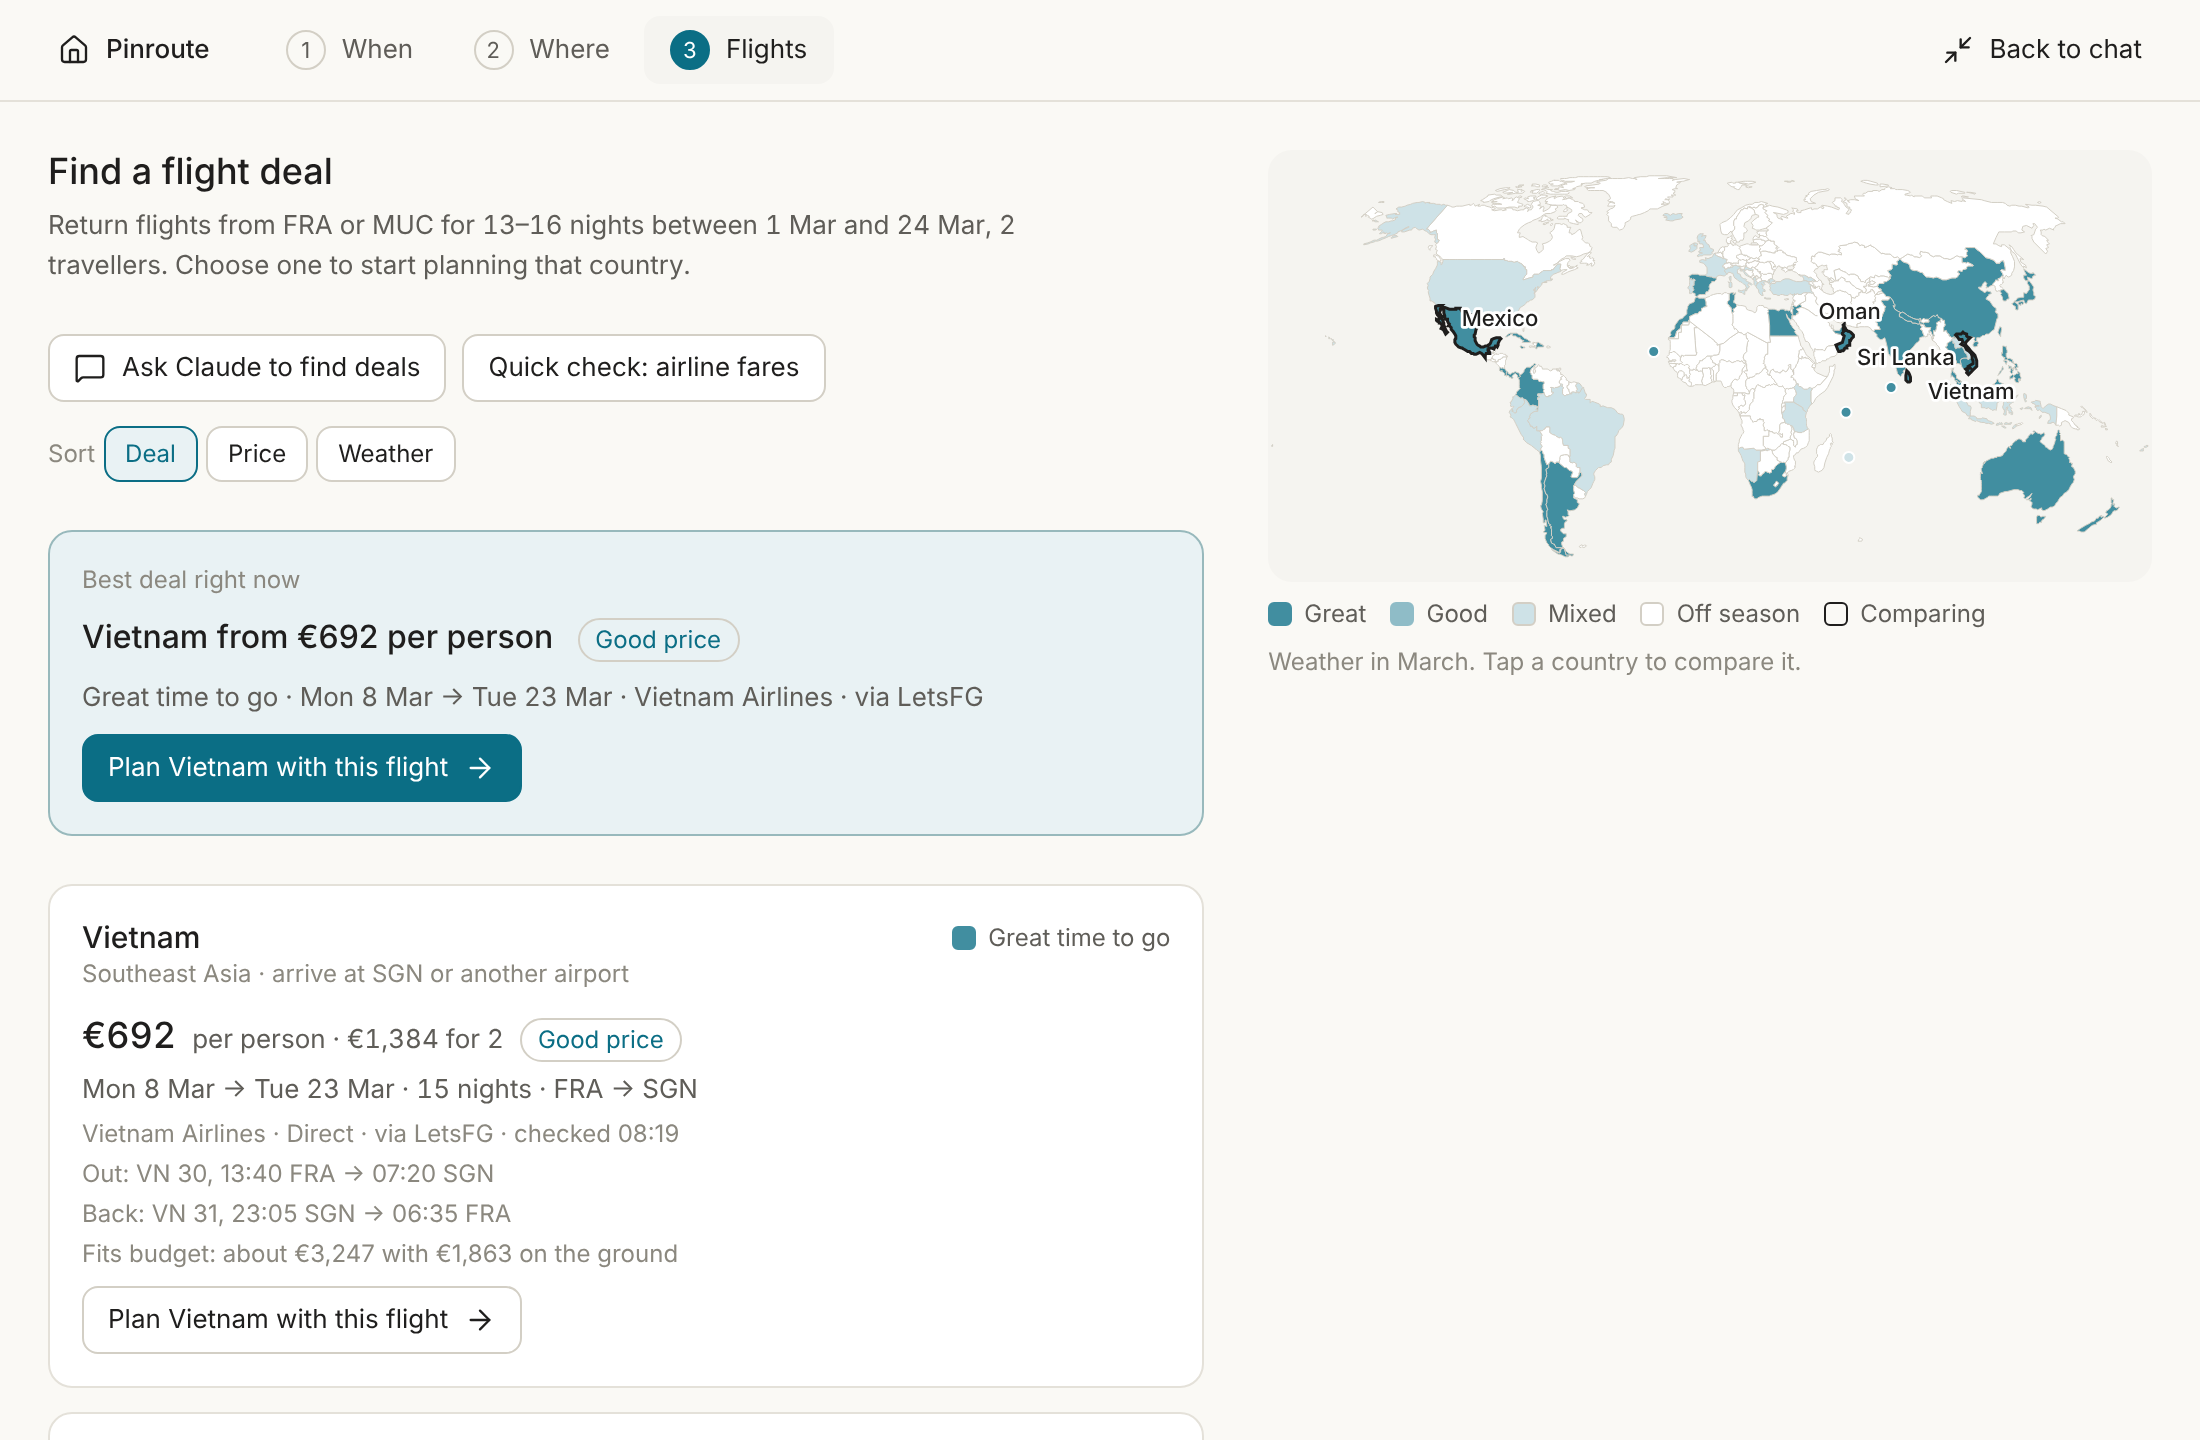 Pinroute
1 When
2 Where
3 Flights
Back to chat
Find a flight deal
Return flights from FRA or MUC for 13–16 nights between 1 Mar and 24 Mar, 2
travellers. Choose one to start planning that country.
Ask Claude to find deals
Quick check: airline fares
Sort
Deal
Price
Weather
Best deal right now
Vietnam from €692 per person
Good price
Great time to go · Mon 8 Mar → Tue 23 Mar · Vietnam Airlines · via LetsFG
Plan Vietnam with this flight →
Vietnam
Great time to go
Southeast Asia · arrive at SGN or another airport
€692 per person · €1,384 for 2
Good price
Mon 8 Mar → Tue 23 Mar · 15 nights · FRA → SGN
Vietnam Airlines · Direct · via LetsFG · checked 08:19
Out: VN 30, 13:40 FRA → 07:20 SGN
Back: VN 31, 23:05 SGN → 06:35 FRA
Fits budget: about €3,247 with €1,863 on the ground
Plan Vietnam with this flight →
Mexico
Oman
Sri Lanka
Vietnam
Great
Good
Mixed
Off season
Comparing
Weather in March. Tap a country to compare it.